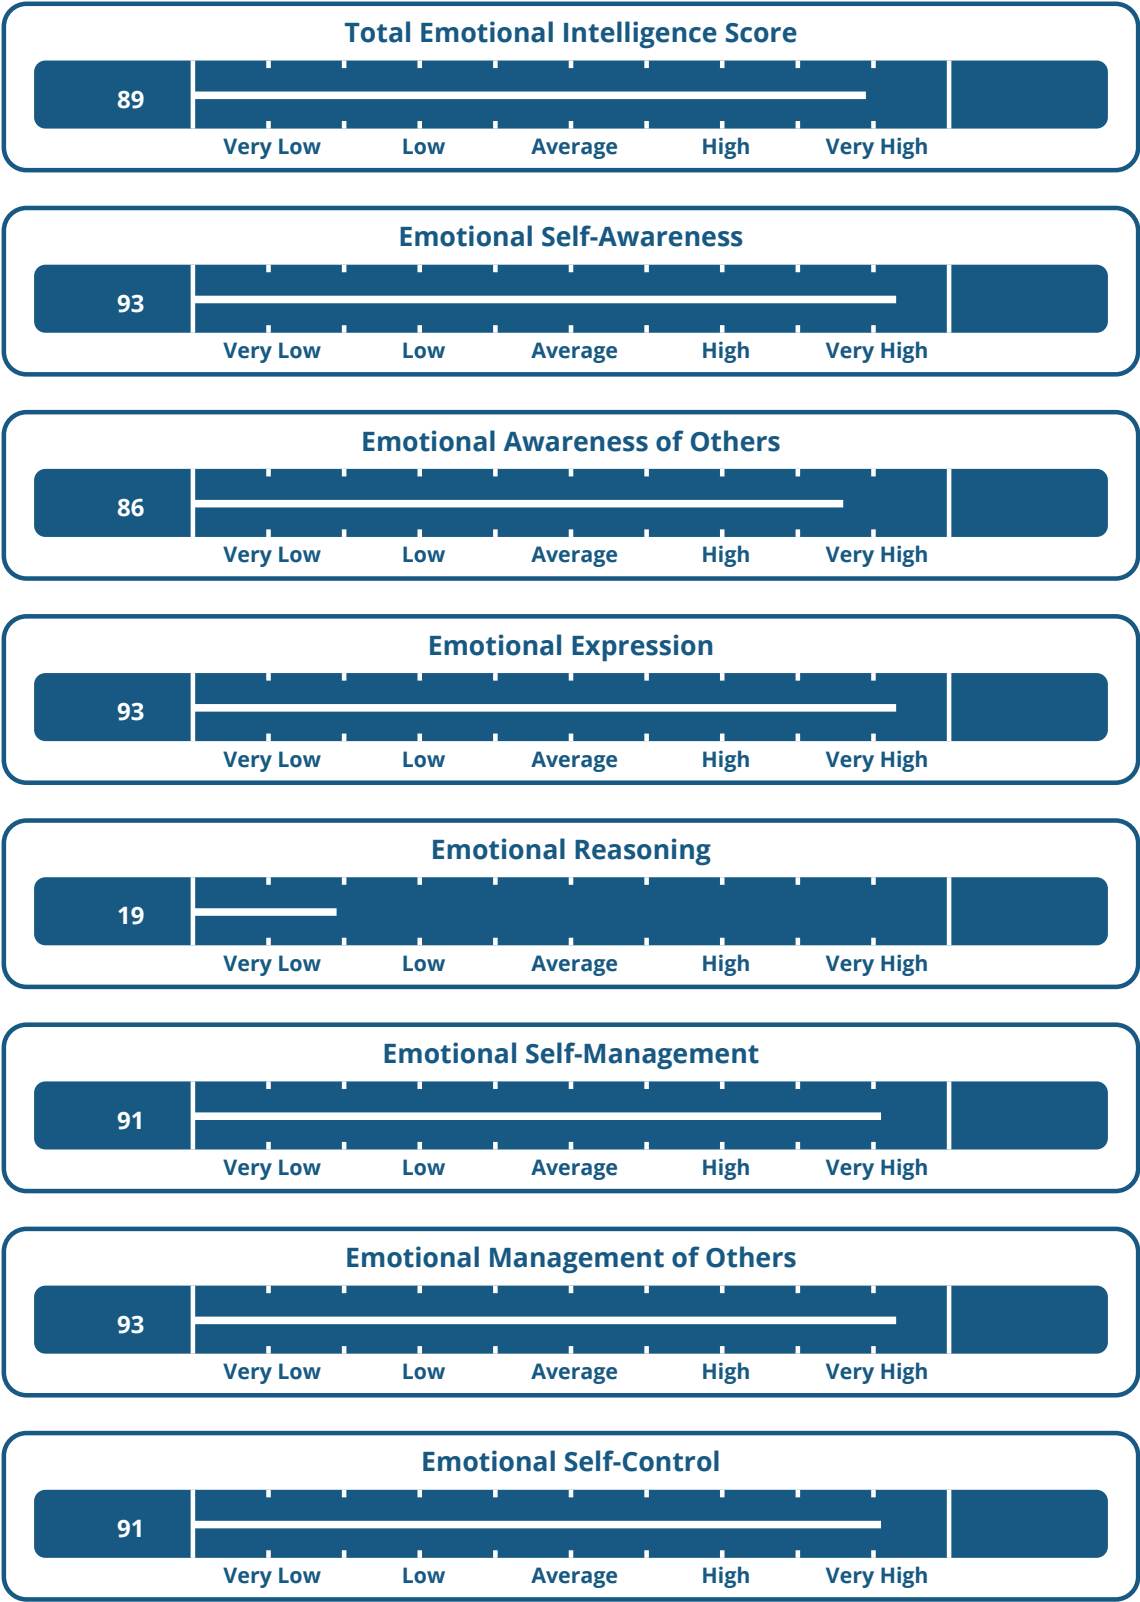 Total Emotional Intelligence Score
89
Very Low Low Average High Very High
Emotional Self-Awareness
93
Very Low Low Average High Very High
Emotional Awareness of Others
86
Very Low Low Average High Very High
Emotional Expression
93
Very Low Low Average High Very High
Emotional Reasoning
19
Very Low Low Average High Very High
Emotional Self-Management
91
Very Low Low Average High Very High
Emotional Management of Others
93
Very Low Low Average High Very High
Emotional Self-Control
91
Very Low Low Average High Very High